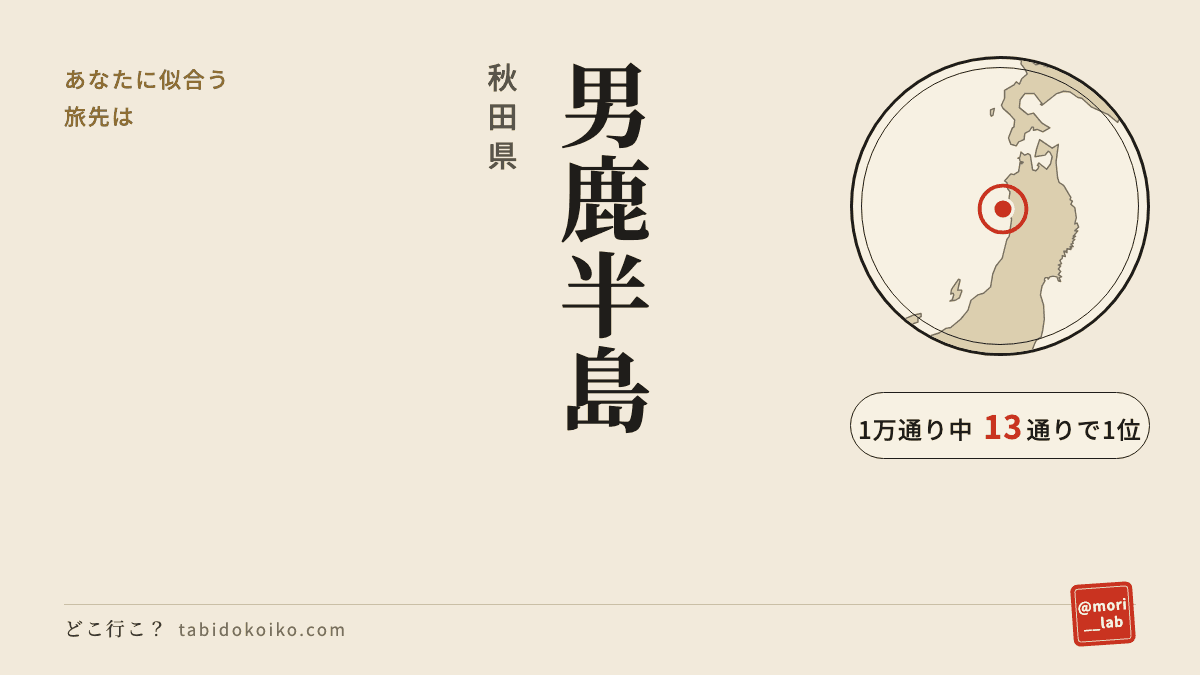 あなたに似合う
旅先は
男鹿半島
秋田県
1万通り中 13通りで1位
どこ行こ？ tabidokoiko.com
@mori
__lab